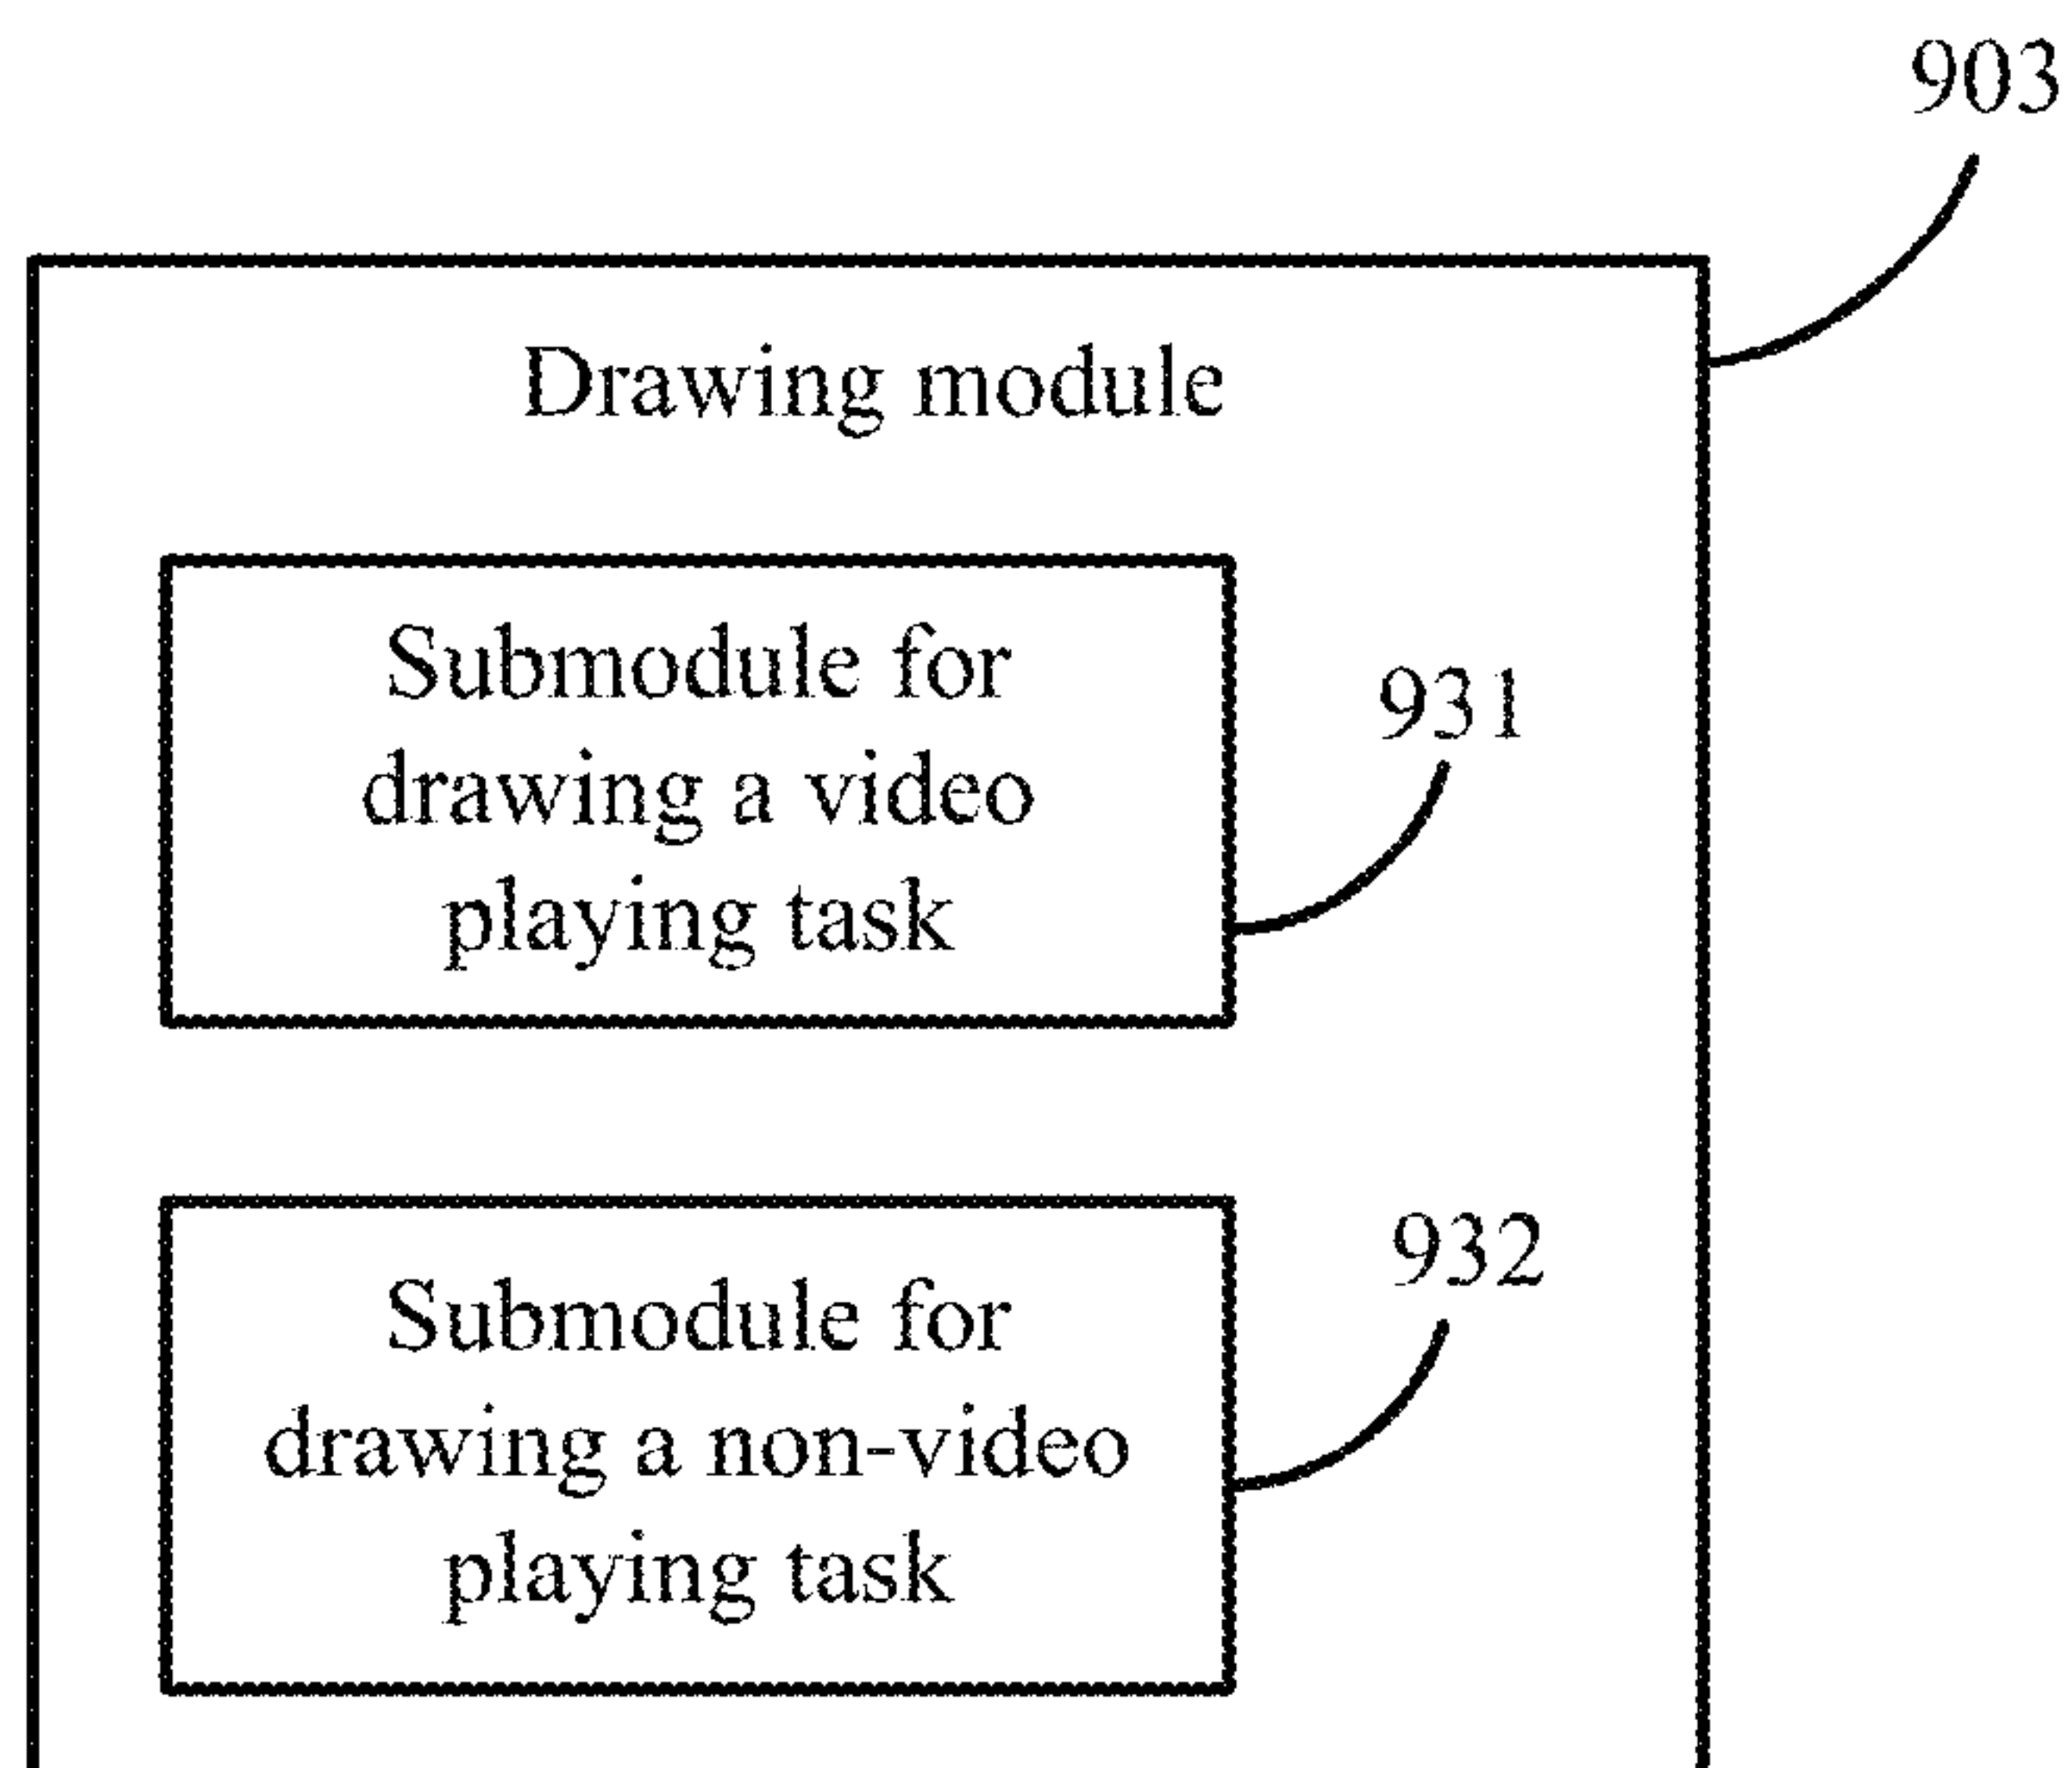 903
Drawing module
Submodule for
drawing a video
playing task
931
932
Submodule for
drawing a non-video
playing task